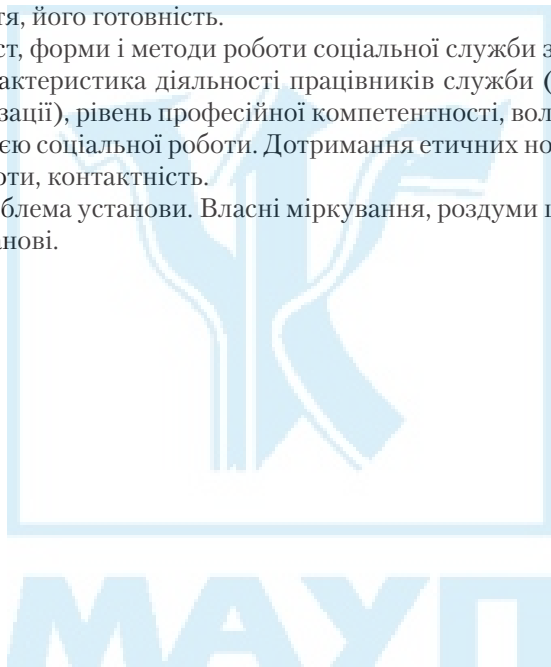 тя, його готовність.
ст, форми і методи роботи соціальної служби з
актеристика діяльності працівників служби (
зації), рівень професійної компетентності, вол
єю соціальної роботи. Дотримання етичних но
оти, контактність.
блема установи. Власні міркування, роздуми
анові.
МАУП